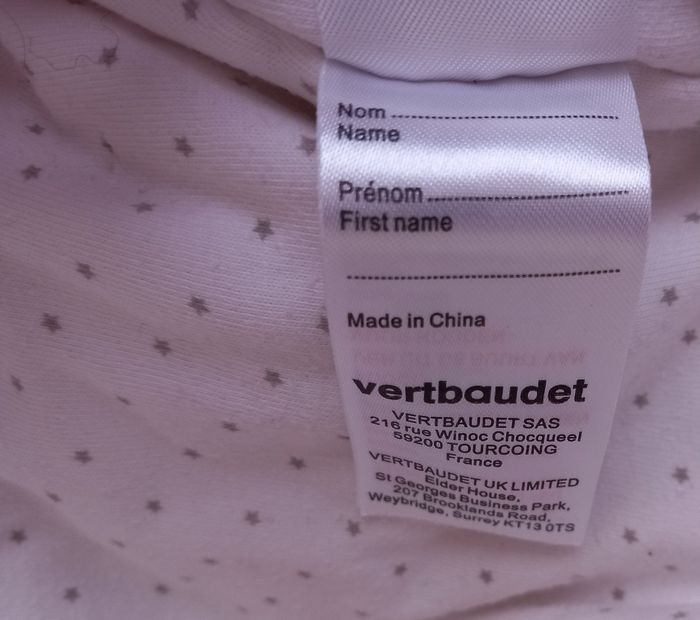 Nom
Name
Prénom
First name
Made in China
vertbaudet
VERTBAUDET SAS
216 rue Winoc Chocqueel
59200 TOURCOING
France
VERTBAUDET UK LIMITED
Elder House,
St Georges Business Park,
207 Brooklands Road,
Weybridge, Surrey KT13 0TS